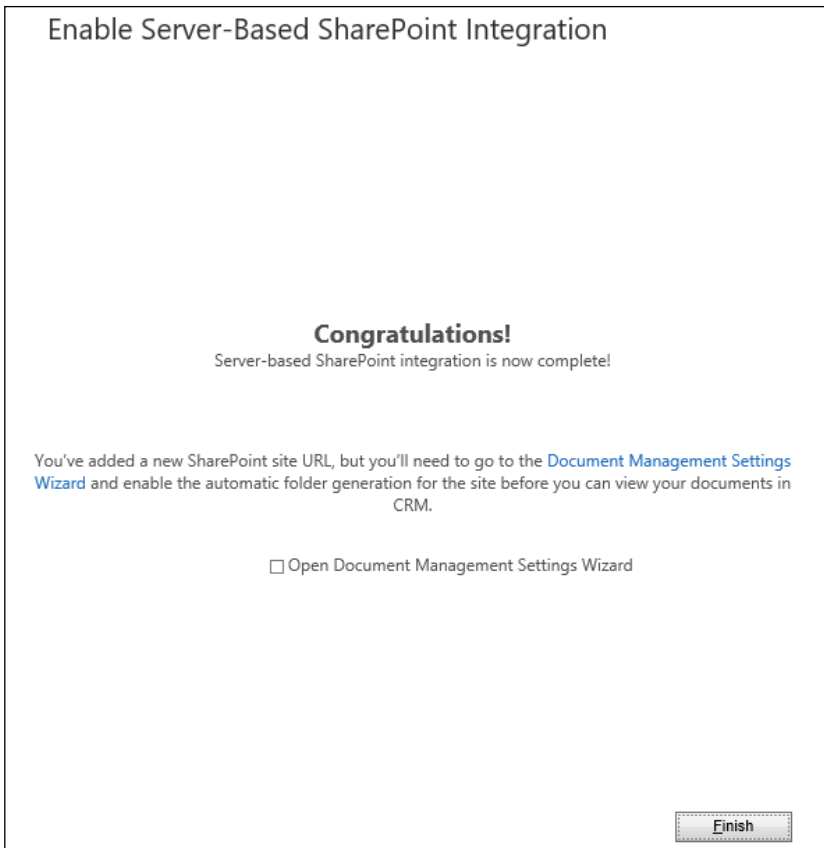 Enable Server-Based SharePoint Integration
Congratulations!
Server-based SharePoint integration is now complete!
You've added a new SharePoint site URL, but you'll need to go to the Document Management Settings
Wizard and enable the automatic folder generation for the site before you can view your documents in
CRM.
Open Document Management Settings Wizard
Finish